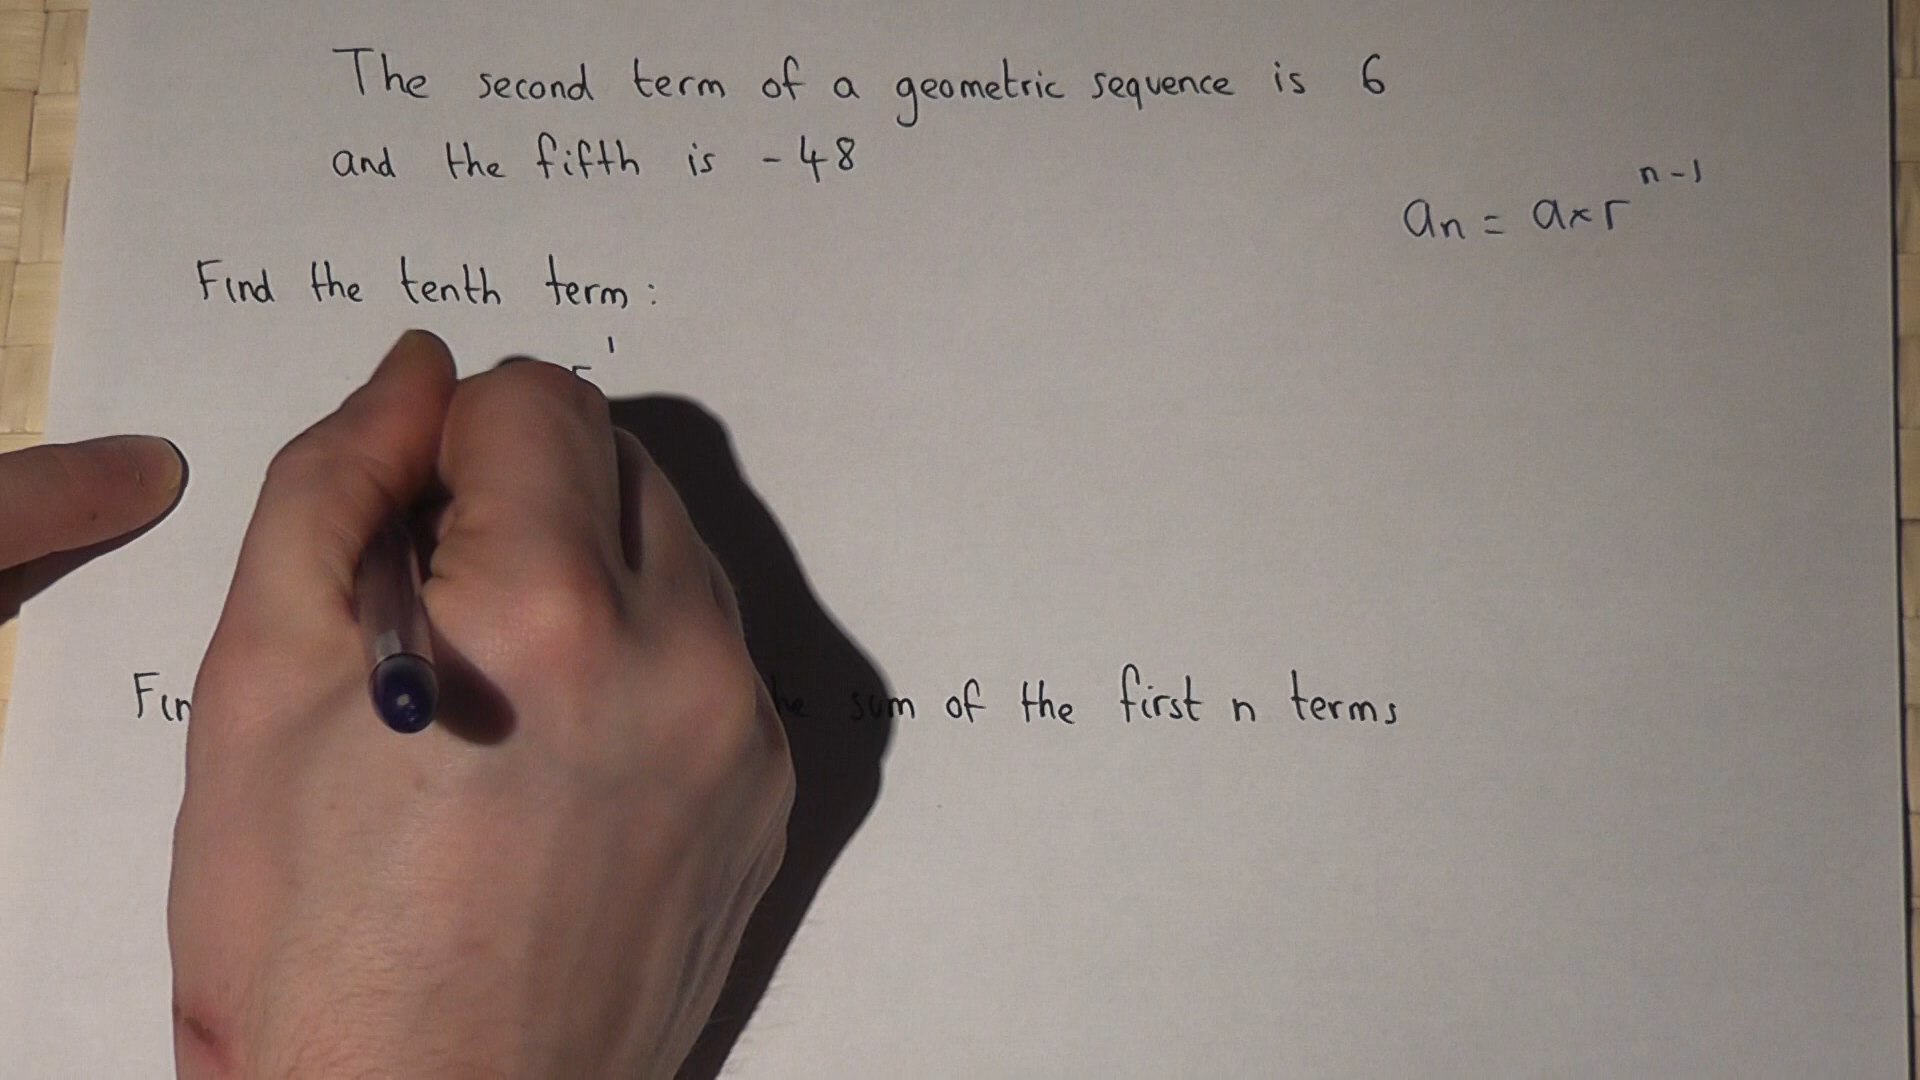 The second term of a geometric sequence is 6
and the fifth is -48
an = a×r^n-1
Find the tenth term:
r^1
sum of the first n terms